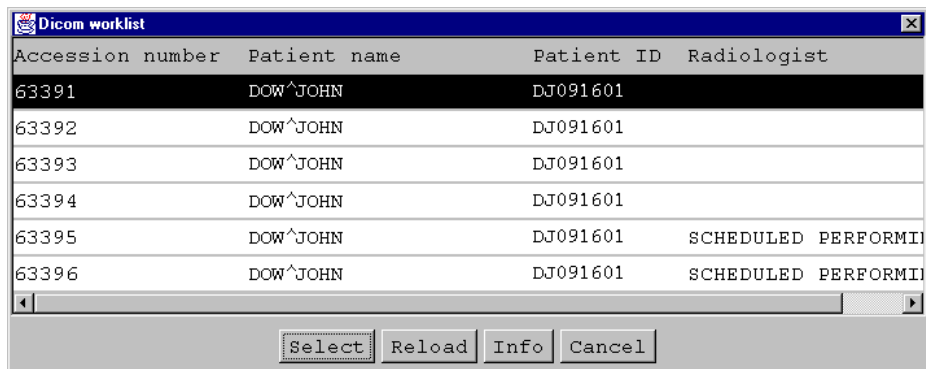 Dicom worklist
Accession number Patient name Patient ID Radiologist
63391 DOW^JOHN DJ091601
63392 DOW^JOHN DJ091601
63393 DOW^JOHN DJ091601
63394 DOW^JOHN DJ091601
63395 DOW^JOHN DJ091601 SCHEDULED
63396 DOW^JOHN DJ091601 SCHEDULED
Select Reload Info Cancel